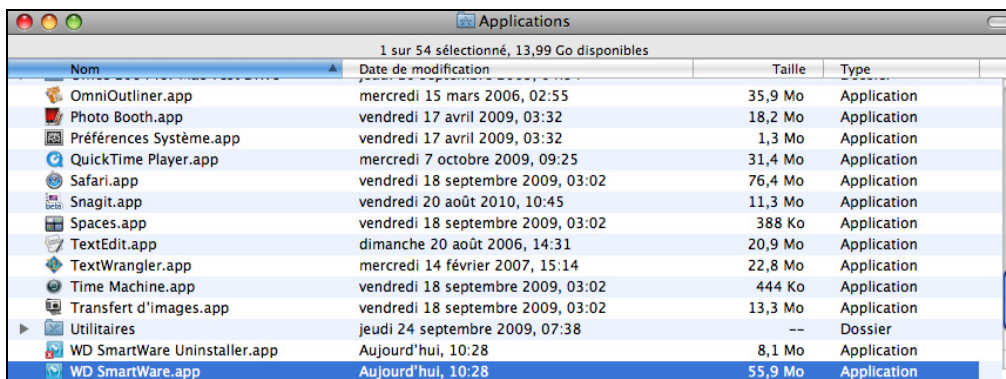 Applications
1 sur 54 sélectionné, 13,99 Go disponibles
Nom Date de modification Taille Type
OmniOutliner.app mercredi 15 mars 2006, 02:55 35,9 Mo Application
Photo Booth.app vendredi 17 avril 2009, 03:32 18,2 Mo Application
Préférences Système.app vendredi 17 avril 2009, 03:32 1,3 Mo Application
QuickTime Player.app mercredi 7 octobre 2009, 09:25 31,4 Mo Application
Safari.app vendredi 18 septembre 2009, 03:02 76,4 Mo Application
Snagit.app vendredi 20 août 2010, 10:45 11,3 Mo Application
Spaces.app vendredi 18 septembre 2009, 03:02 388 Ko Application
TextEdit.app dimanche 20 août 2006, 14:31 20,9 Mo Application
TextWrangler.app mercredi 14 février 2007, 15:14 22,8 Mo Application
Time Machine.app vendredi 18 septembre 2009, 03:02 444 Ko Application
Transfert d'images.app vendredi 18 septembre 2009, 03:02 13,3 Mo Application
Utilitaires jeudi 24 septembre 2009, 07:38 -- Dossier
WD SmartWare Uninstaller.app Aujourd'hui, 10:28 8,1 Mo Application
WD SmartWare.app Aujourd'hui, 10:28 55,9 Mo Application